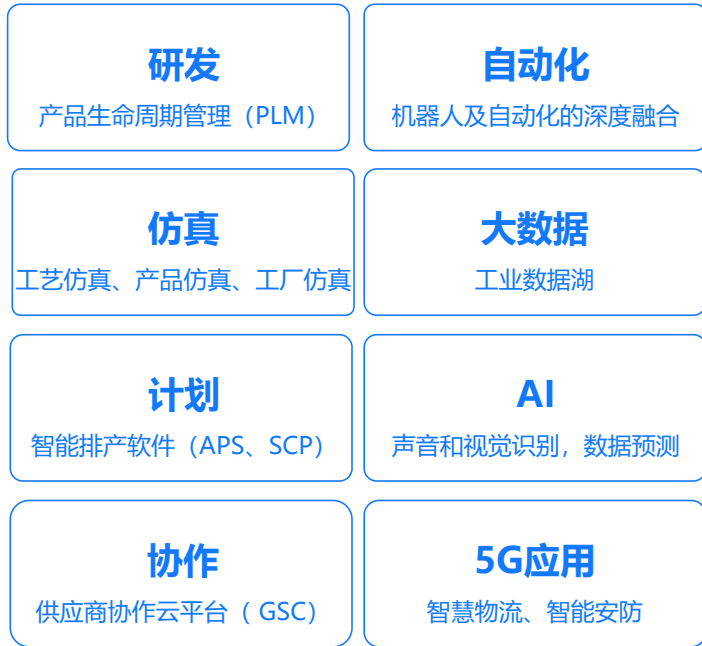 研发
产品生命周期管理（PLM）
自动化
机器人及自动化的深度融合
仿真
工艺仿真、产品仿真、工厂仿真
大数据
工业数据湖
计划
智能排产软件（APS、SCP）
AI
声音和视觉识别，数据预测
协作
供应商协作云平台（ GSC）
5G应用
智慧物流、智能安防